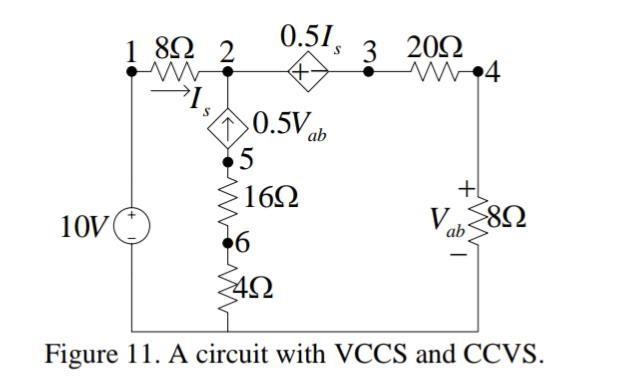 1 8Ω 2 0.5I_s 3 20Ω 4
+ −
I_s
0.5V_ab
5
16Ω
10V + −
6
4Ω
+
V_ab 8Ω
−
Figure 11. A circuit with VCCS and CCVS.